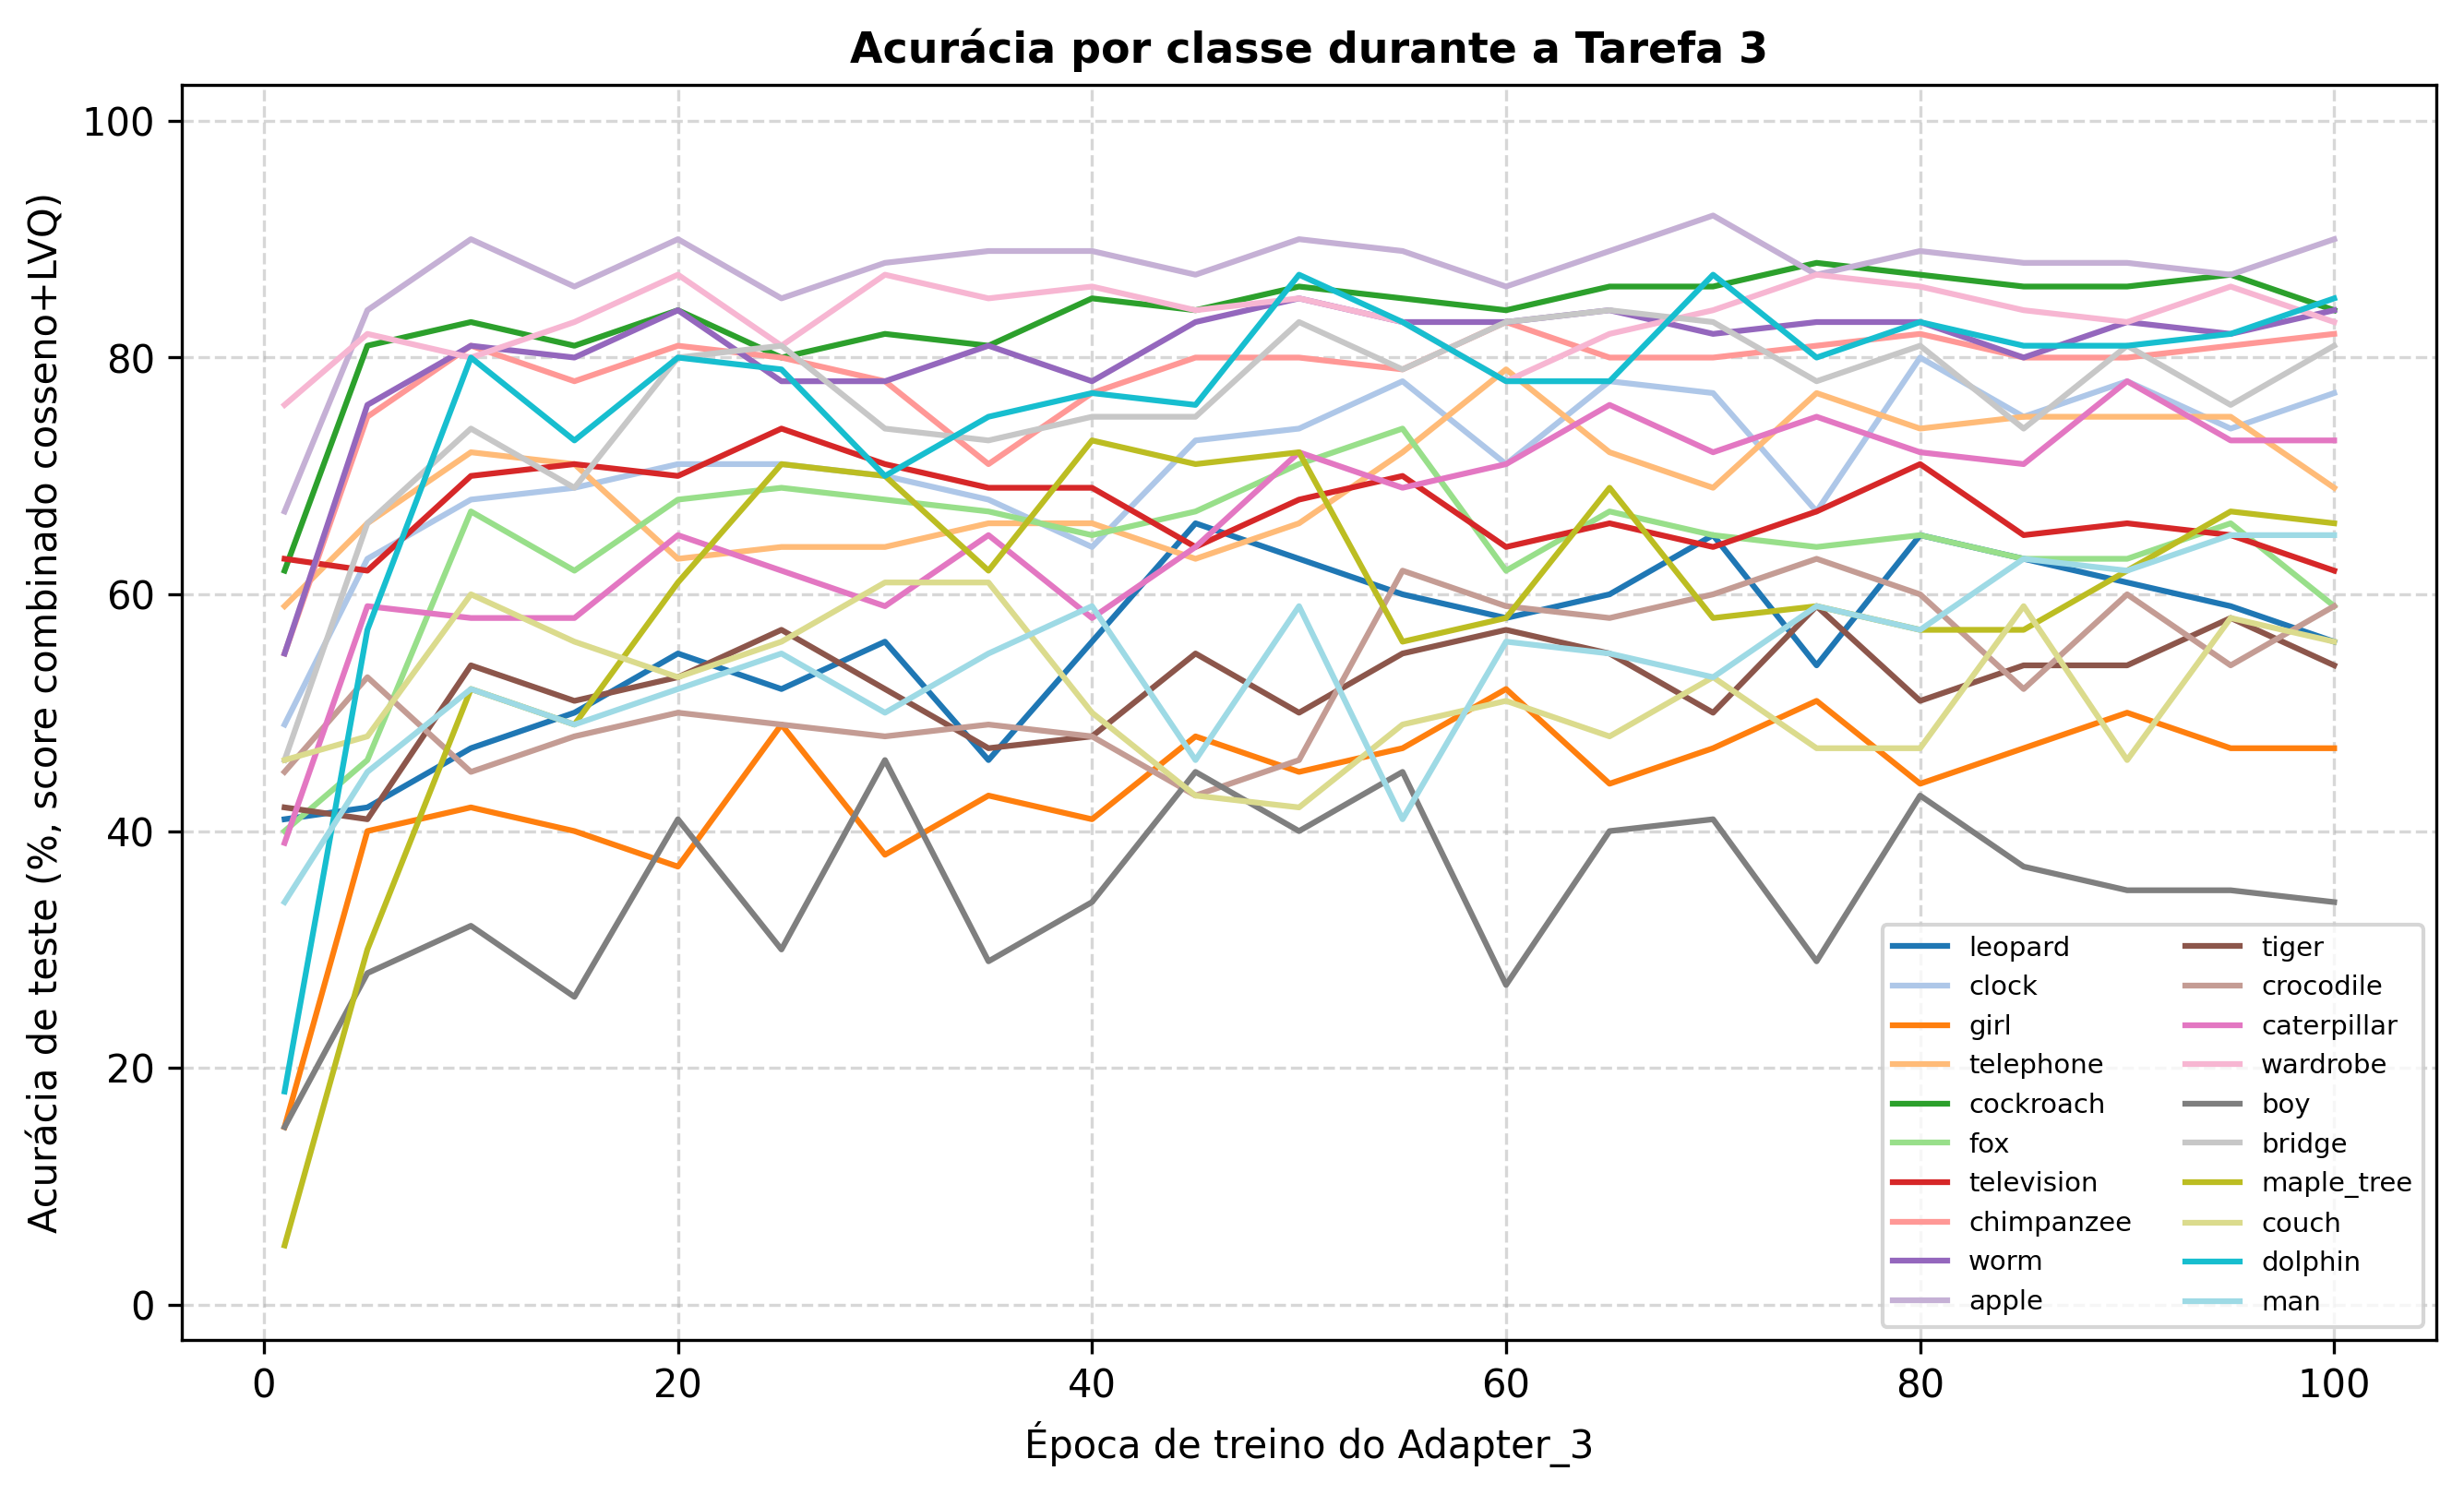 Acurácia por classe durante a Tarefa 3
Acurácia de teste (%, score combinado cosseno+LVQ)
100
80
60
40
20
0
0 20 40 60 80 100
Época de treino do Adapter_3
leopard
clock
girl
telephone
cockroach
fox
television
chimpanzee
worm
apple
tiger
crocodile
caterpillar
wardrobe
boy
bridge
maple_tree
couch
dolphin
man